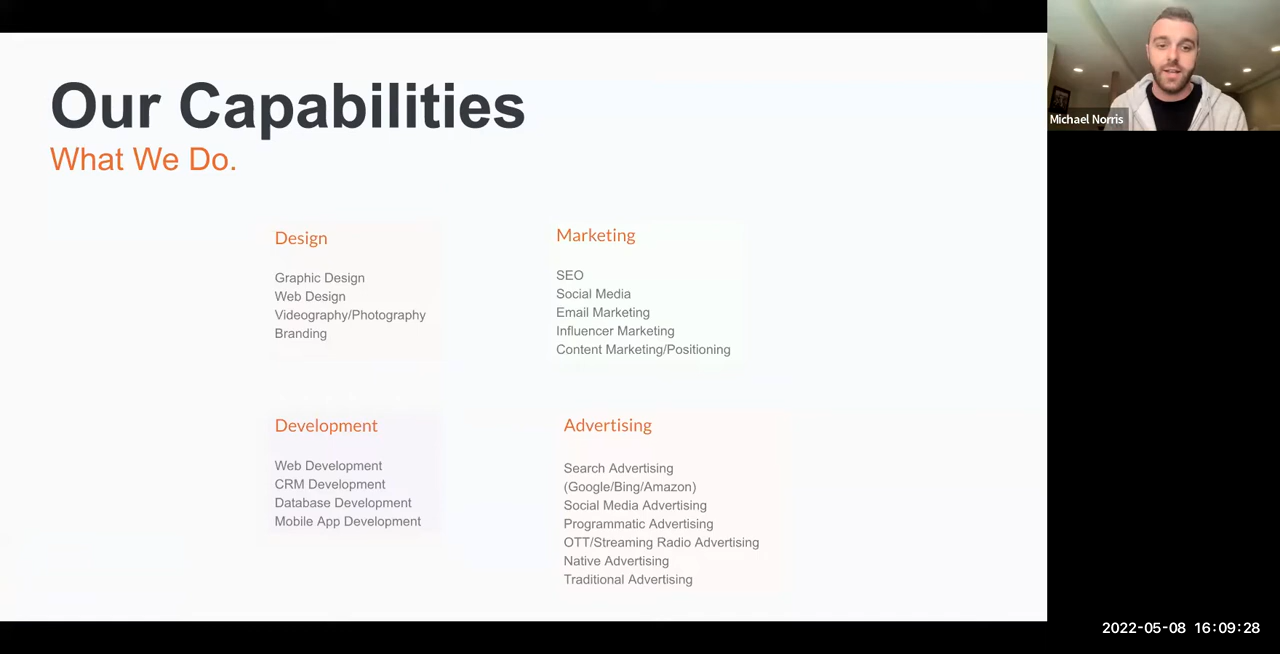 Our Capabilities
What We Do.
Design
Graphic Design
Web Design
Videography/Photography
Branding
Marketing
SEO
Social Media
Email Marketing
Influencer Marketing
Content Marketing/Positioning
Development
Web Development
CRM Development
Database Development
Mobile App Development
Advertising
Search Advertising
(Google/Bing/Amazon)
Social Media Advertising
Programmatic Advertising
OTT/Streaming Radio Advertising
Native Advertising
Traditional Advertising
Michael Norris
2022-05-08 16:09:28